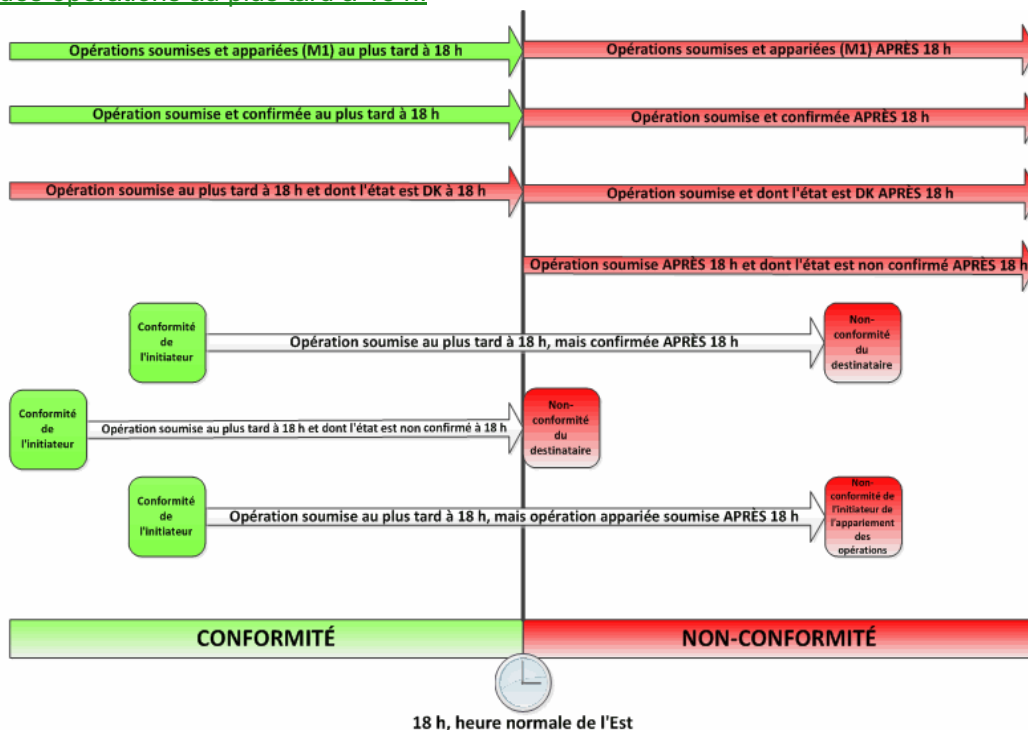 des opérations au plus tard à 18 h.
Opérations soumises et appariées (M1) au plus tard à 18 h
Opérations soumises et appariées (M1) APRÈS 18 h
Opération soumise et confirmée au plus tard à 18 h
Opération soumise et confirmée APRÈS 18 h
Opération soumise au plus tard à 18 h et dont l'état est DK à 18 h
Opération soumise et dont l'état est DK APRÈS 18 h
Opération soumise APRÈS 18 h et dont l'état est non confirmé APRÈS 18 h
Conformité
de
l'initiateur
Opération soumise au plus tard à 18 h, mais confirmée APRÈS 18 h
Non-
conformité
du
destinataire
Conformité
de
l'initiateur
Opération soumise au plus tard à 18 h et dont l'état est non confirmé à 18 h
Non-
conformité
du
destinataire
Conformité
de
l'initiateur
Opération soumise au plus tard à 18 h, mais opération appariée soumise APRÈS 18 h
Non-
conformité de
l'initiateur de
l'appariement
des
opérations
CONFORMITÉ
NON-CONFORMITÉ
18 h, heure normale de l'Est